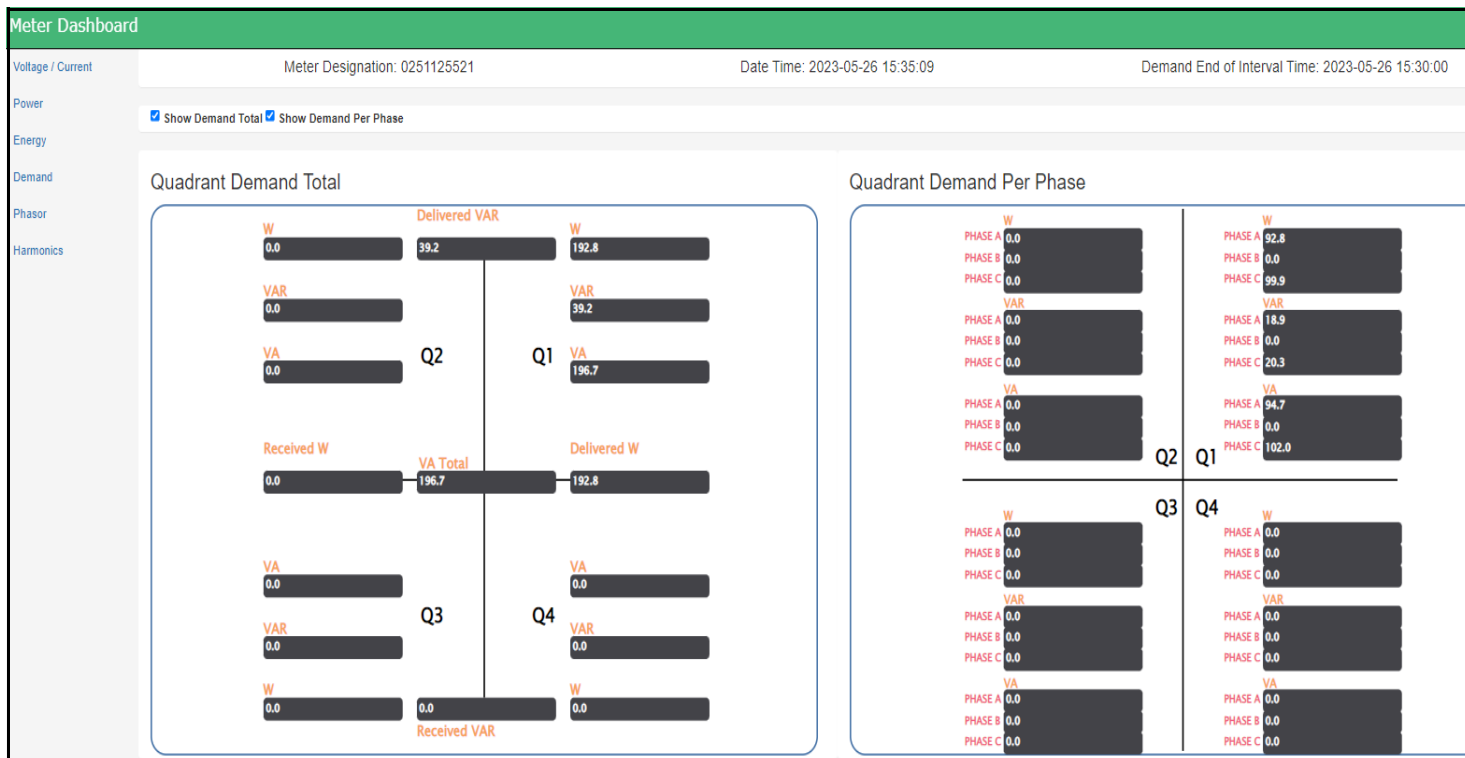 Meter Dashboard
Voltage / Current
Power
Energy
Demand
Phasor
Harmonics
Meter Designation: 0251125521
Date Time: 2023-05-26 15:35:09
Demand End of Interval Time: 2023-05-26 15:30:00
Show Demand Total Show Demand Per Phase
Quadrant Demand Total
Delivered VAR
W W
0.0 39.2 192.8
VAR VAR
0.0 39.2
VA Q2 Q1 VA
0.0 196.7
Received W VA Total Delivered W
0.0 196.7 192.8
VA VA
0.0 0.0
Q3 Q4
VAR VAR
0.0 0.0
W W
0.0 0.0 0.0
Received VAR
Quadrant Demand Per Phase
W
PHASE A 0.0
PHASE B 0.0
PHASE C 0.0
VAR
PHASE A 0.0
PHASE B 0.0
PHASE C 0.0
VA
PHASE A 0.0
PHASE B 0.0
PHASE C 0.0
W
PHASE A 92.8
PHASE B 0.0
PHASE C 99.9
VAR
PHASE A 18.9
PHASE B 0.0
PHASE C 20.3
VA
PHASE A 94.7
PHASE B 0.0
PHASE C 102.0
Q2 Q1
Q3 Q4
W
PHASE A 0.0
PHASE B 0.0
PHASE C 0.0
VAR
PHASE A 0.0
PHASE B 0.0
PHASE C 0.0
VA
PHASE A 0.0
PHASE B 0.0
PHASE C 0.0
W
PHASE A 0.0
PHASE B 0.0
PHASE C 0.0
VAR
PHASE A 0.0
PHASE B 0.0
PHASE C 0.0
VA
PHASE A 0.0
PHASE B 0.0
PHASE C 0.0